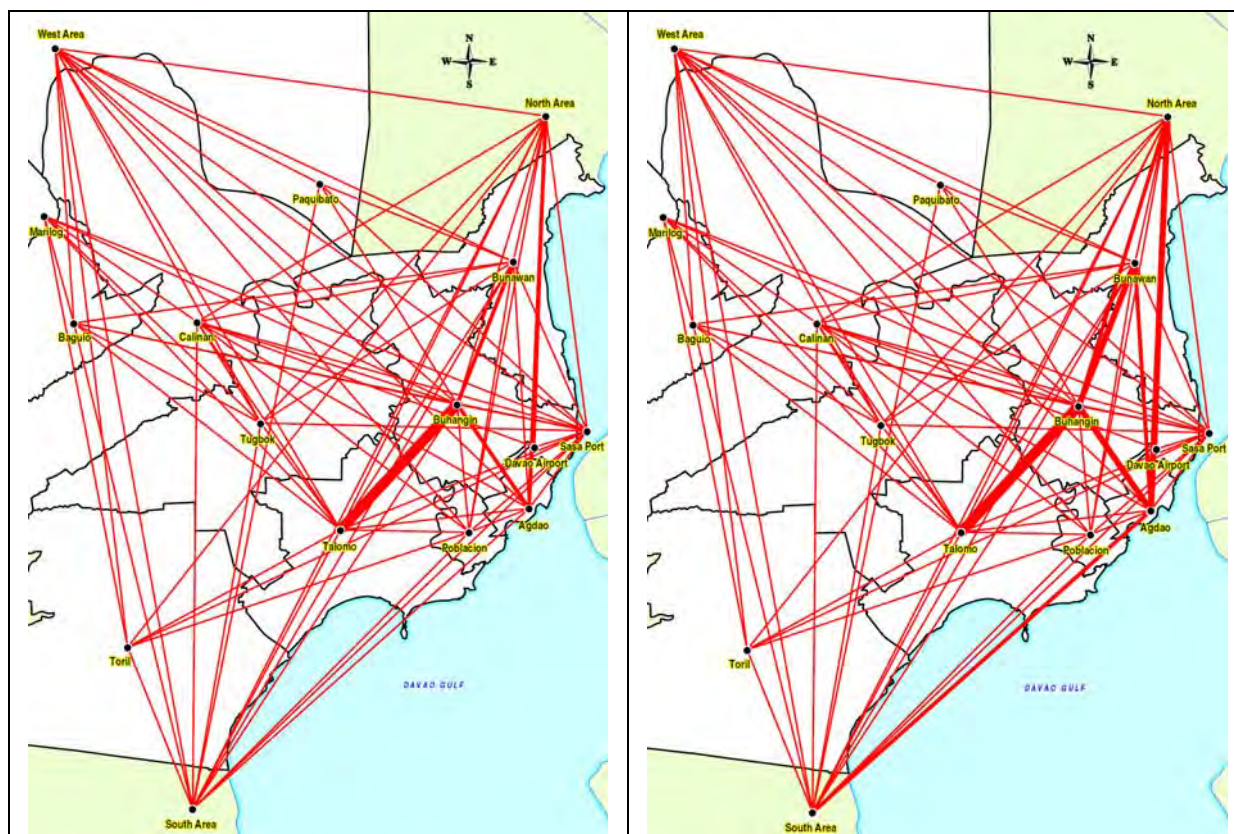 West Area
N
W E
S
North Area
Paquibato
Marilog
Bunawan
Baguio
Calinan
Buhangin
Tugbok
Sasa Port
Davao Airport
Agdao
Talomo
Poblacion
Toril
DAVAO GULF
South Area
West Area
N
W E
S
North Area
Paquibato
Marilog
Bunawan
Baguio
Calinan
Buhangin
Tugbok
Sasa Port
Davao Airport
Agdao
Talomo
Poblacion
Toril
DAVAO GULF
South Area